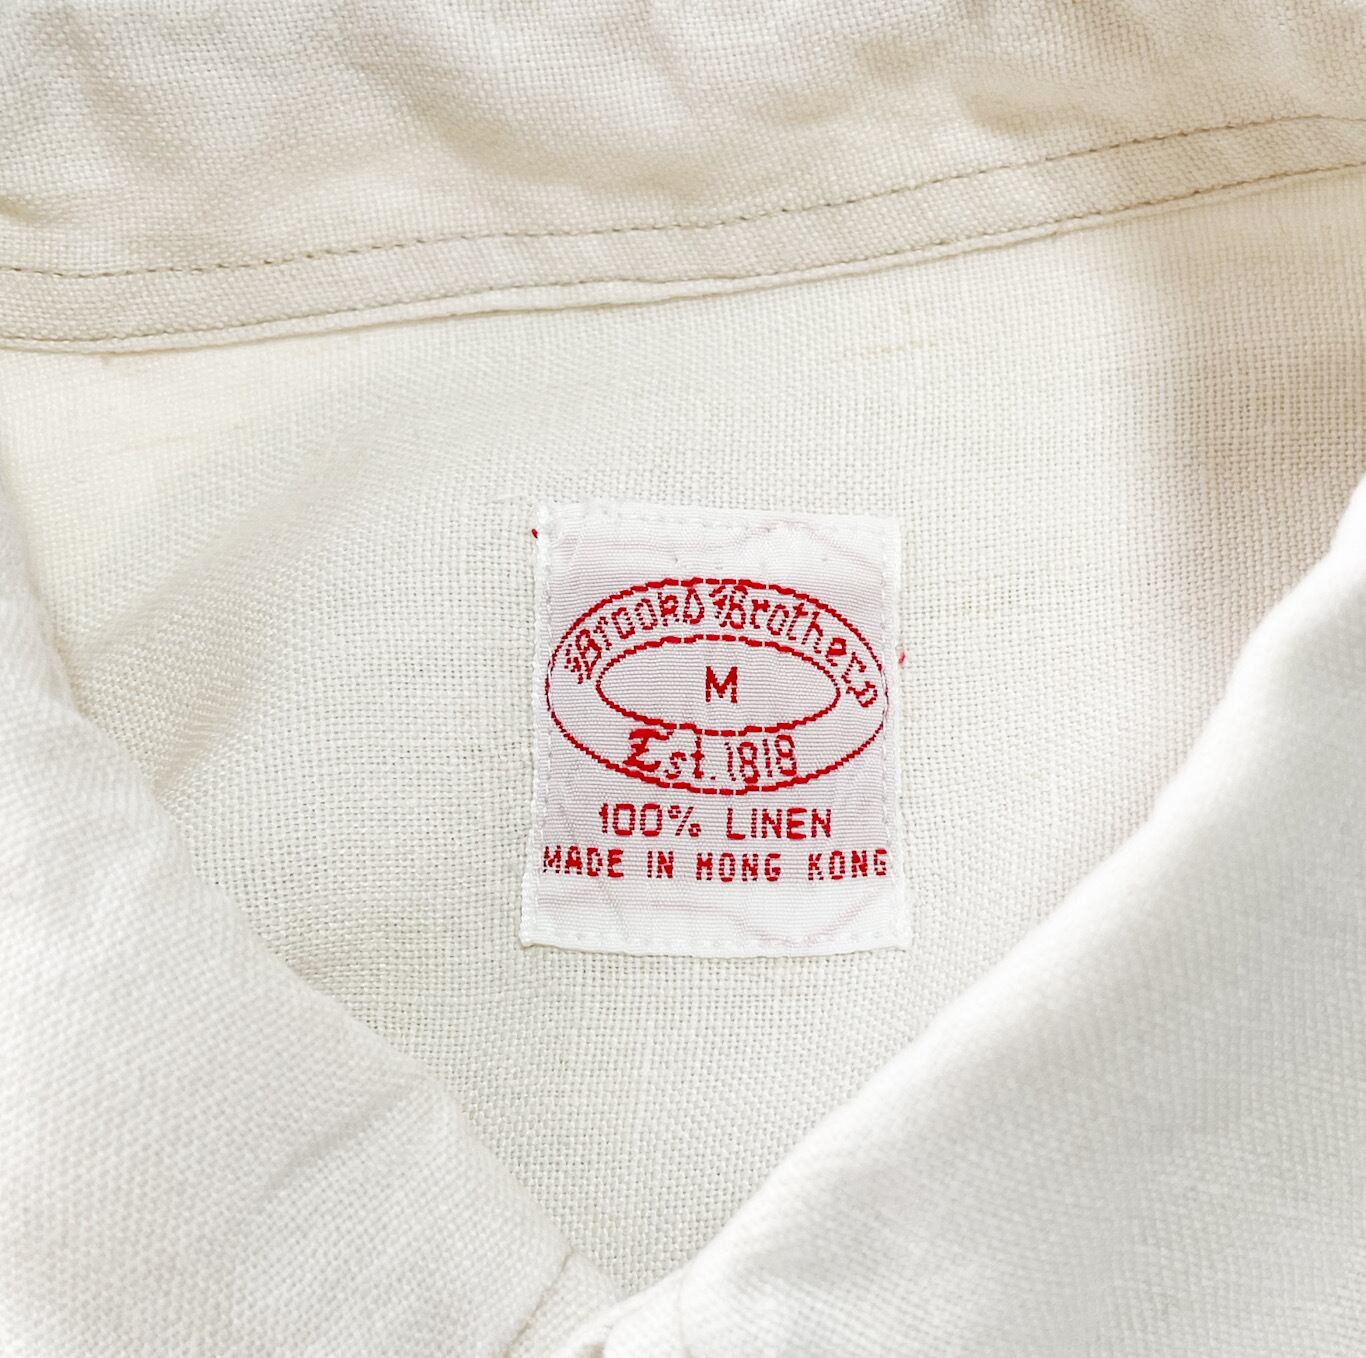 Brooks Brothers
M
Est. 1818
100% LINEN
MADE IN HONG KONG